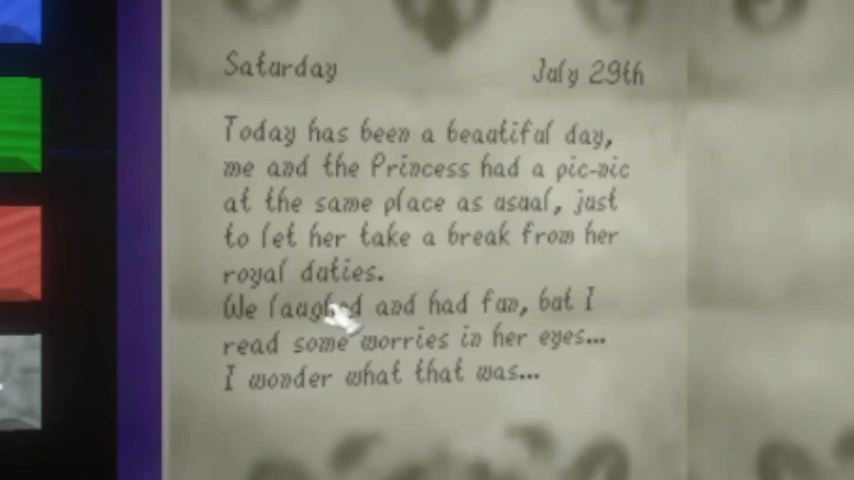 Saturday July 29th
Today has been a beautiful day,
me and the Princess had a pic-nic
at the same place as usual, just
to let her take a break from her
royal duties.
We laughed and had fun, but I
read some worries in her eyes...
I wonder what that was...